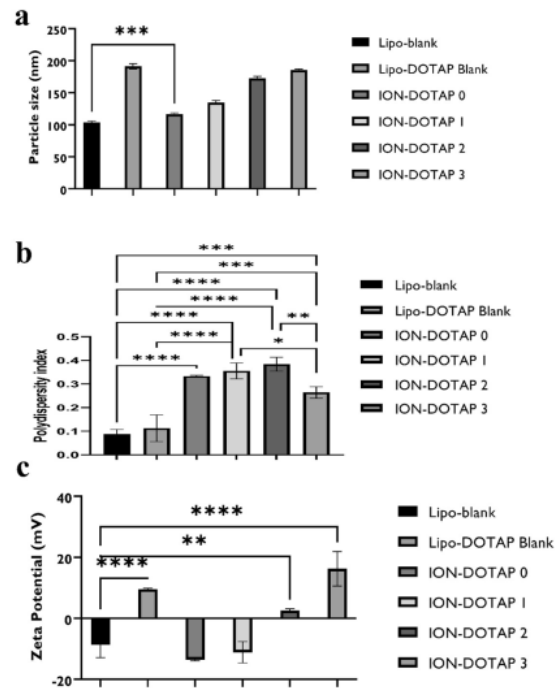 a
***
Particle size (nm)
250
200
150
100
50
0
Lipo-blank
Lipo-DOTAP Blank
ION-DOTAP 0
ION-DOTAP 1
ION-DOTAP 2
ION-DOTAP 3
b
***
***
****
****
****
**
****
*
****
Polydispersity index
0.5
0.4
0.3
0.2
0.1
0.0
Lipo-blank
Lipo-DOTAP Blank
ION-DOTAP 0
ION-DOTAP 1
ION-DOTAP 2
ION-DOTAP 3
c
****
**
****
Zeta Potential (mV)
40
20
0
-20
Lipo-blank
Lipo-DOTAP Blank
ION-DOTAP 0
ION-DOTAP 1
ION-DOTAP 2
ION-DOTAP 3